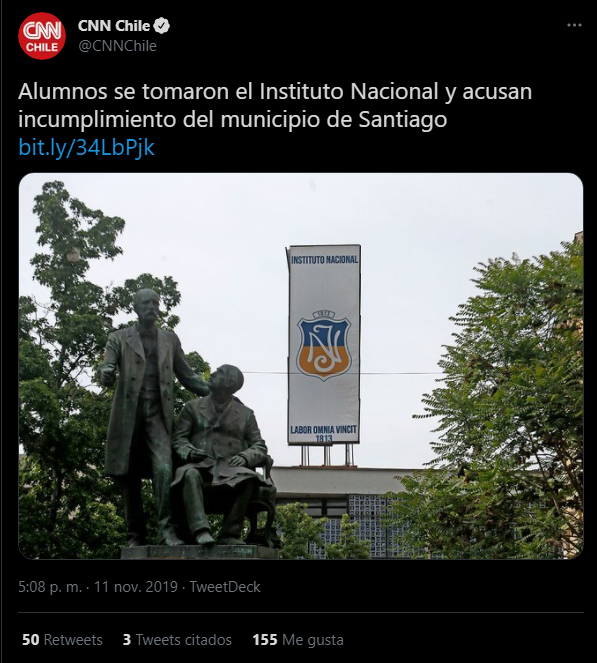 CNN
CHILE
CNN Chile
@CNNChile
Alumnos se tomaron el Instituto Nacional y acusan
incumplimiento del municipio de Santiago
bit.ly/34LbPjk
INSTITUTO NACIONAL
1813
IN
LABOR OMNIA VINCIT
1813
5:08 p. m. · 11 nov. 2019 · TweetDeck
50 Retweets 3 Tweets citados 155 Me gusta